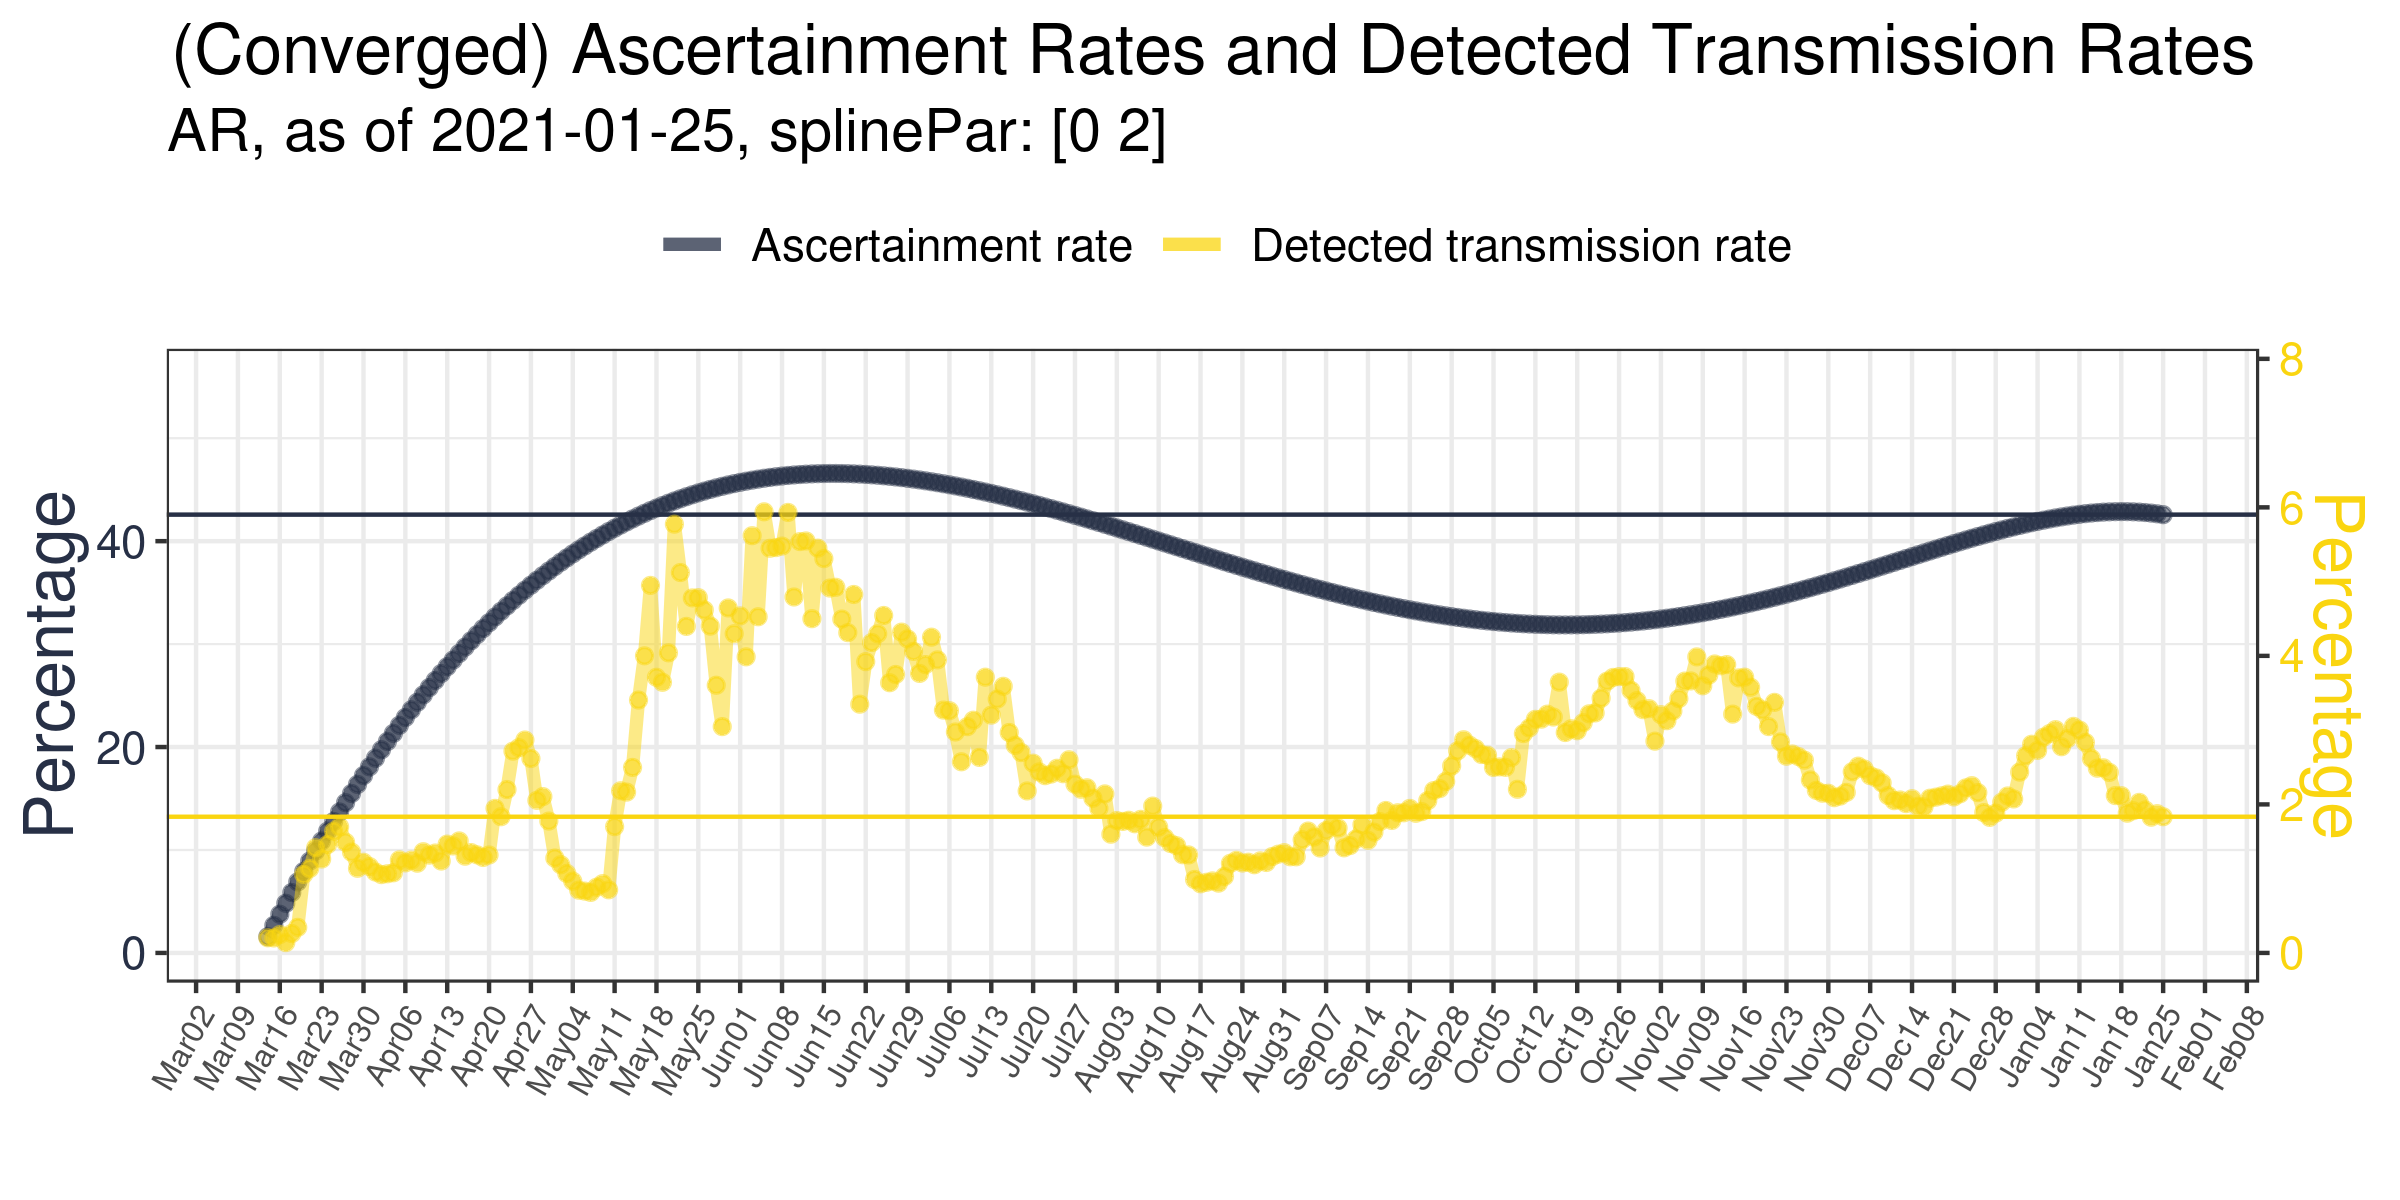 (Converged) Ascertainment Rates and Detected Transmission Rates
AR, as of 2021-01-25, splinePar: [0 2]
Ascertainment rate Detected transmission rate
Percentage
40
20
0
8
6
4
2
0
Percentage
Mar02 Mar09 Mar16 Mar23 Mar30 Apr06 Apr13 Apr20 Apr27 May04 May11 May18 May25 Jun01 Jun08 Jun15 Jun22 Jun29 Jul06 Jul13 Jul20 Jul27 Aug03 Aug10 Aug17 Aug24 Aug31 Sep07 Sep14 Sep21 Sep28 Oct05 Oct12 Oct19 Oct26 Nov02 Nov09 Nov16 Nov23 Nov30 Dec07 Dec14 Dec21 Dec28 Jan04 Jan11 Jan18 Jan25 Feb01 Feb08